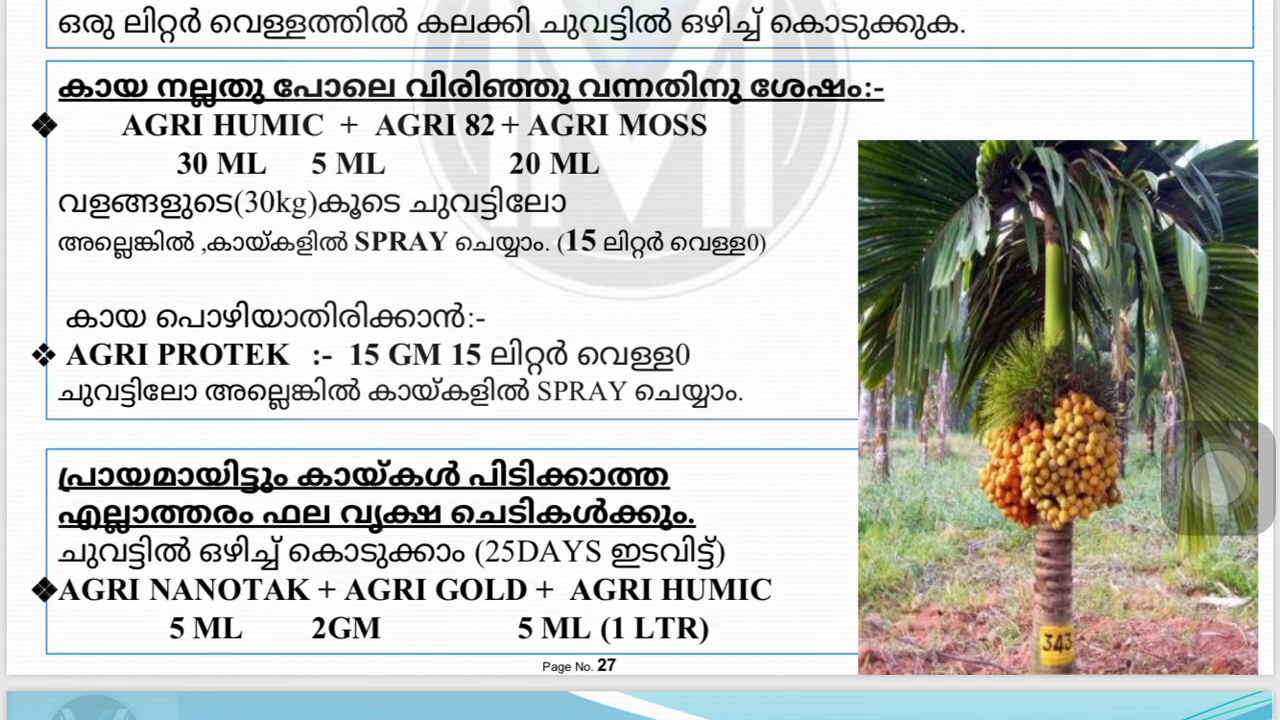 ഒരു ലിറ്റർ വെള്ളത്തിൽ കലക്കി ചുവട്ടിൽ ഒഴിച്ച് കൊടുക്കുക.
കായ നല്ലതു പോലെ വിരിഞ്ഞു വന്നതിനു ശേഷം:-
❖ AGRI HUMIC + AGRI 82 + AGRI MOSS
30 ML 5 ML 20 ML
വളങ്ങളുടെ(30kg)കൂടെ ചുവട്ടിലോ
അല്ലെങ്കിൽ ,കായ്കളിൽ SPRAY ചെയ്യാം. (15 ലിറ്റർ വെള്ള0)
കായ പൊഴിയാതിരിക്കാൻ:-
❖ AGRI PROTEK :- 15 GM 15 ലിറ്റർ വെള്ള0
ചുവട്ടിലോ അല്ലെങ്കിൽ കായ്കളിൽ SPRAY ചെയ്യാം.
പ്രായമായിട്ടും കായ്കൾ പിടിക്കാത്ത
എല്ലാത്തരം ഫല വൃക്ഷ ചെടികൾക്കും.
ചുവട്ടിൽ ഒഴിച്ച് കൊടുക്കാം (25DAYS ഇടവിട്ട്)
❖AGRI NANOTAK + AGRI GOLD + AGRI HUMIC
5 ML 2GM 5 ML (1 LTR)
343
Page No. 27